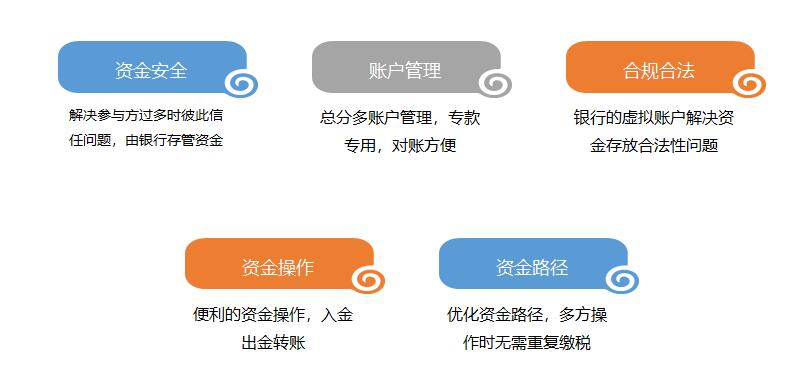 资金安全
解决参与方过多时彼此信
任问题，由银行存管资金
账户管理
总分多账户管理，专款
专用，对账方便
合规合法
银行的虚拟账户解决资
金存放合法性问题
资金操作
便利的资金操作，入金
出金转账
资金路径
优化资金路径，多方操
作时无需重复缴税